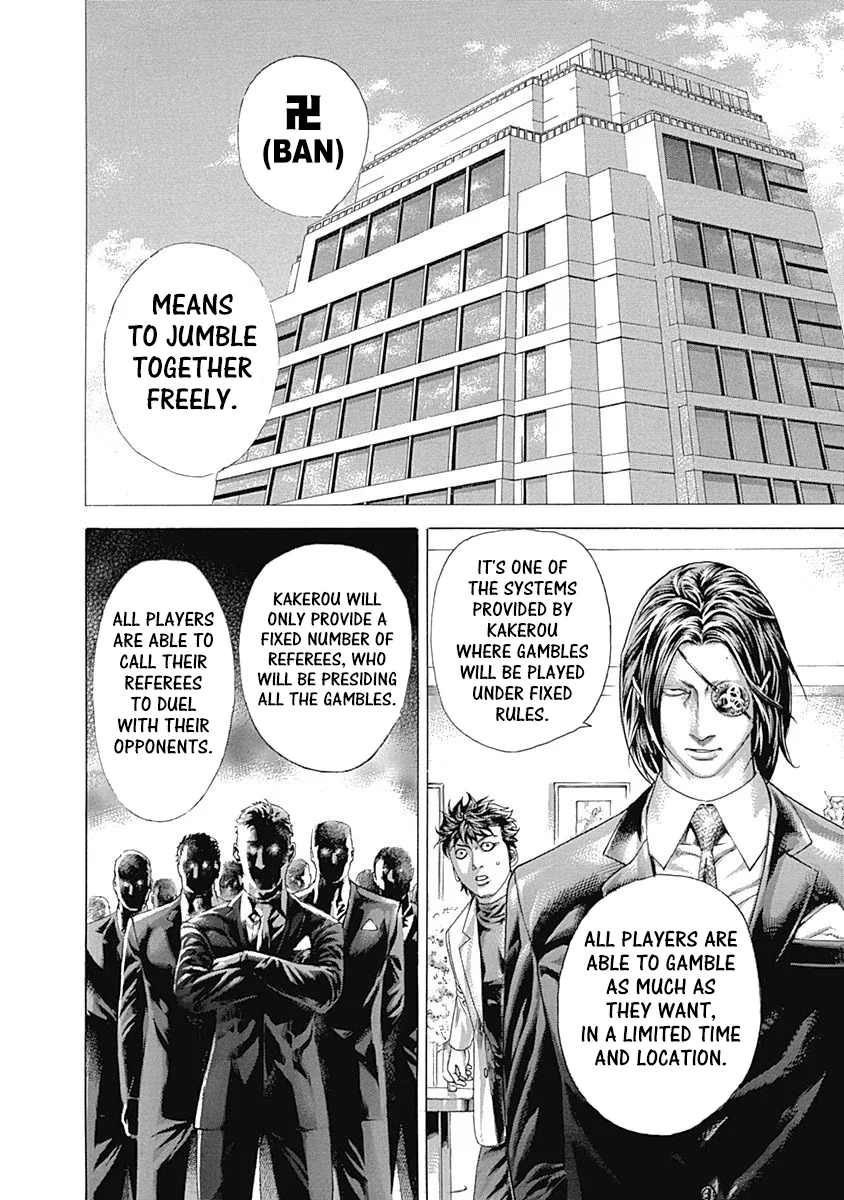 卍
(BAN)
MEANS
TO JUMBLE
TOGETHER
FREELY.
IT'S ONE OF
THE SYSTEMS
PROVIDED BY
KAKEROU
WHERE GAMBLES
WILL BE PLAYED
UNDER FIXED
RULES.
ALL PLAYERS ARE
ABLE TO GAMBLE
AS MUCH AS
THEY WANT,
IN A LIMITED TIME
AND LOCATION.
KAKEROU WILL
ONLY PROVIDE A
FIXED NUMBER OF
REFEREES, WHO
WILL BE PRESIDING
ALL THE GAMBLES.
ALL PLAYERS
ARE ABLE TO
CALL THEIR
REFEREES
TO DUEL
WITH THEIR
OPPONENTS.